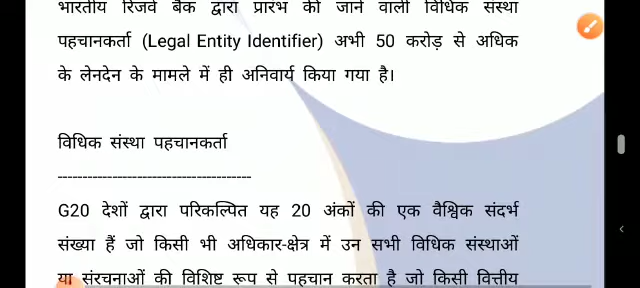 भारतीय रिजर्व बैंक द्वारा प्रारंभ की जाने वाली विधिक संस्था
पहचानकर्ता (Legal Entity Identifier) अभी 50 करोड़ से अधिक
के लेनदेन के मामले में ही अनिवार्य किया गया है।
विधिक संस्था पहचानकर्ता
----------------------------------------
G20 देशों द्वारा परिकल्पित यह 20 अंकों की एक वैश्विक संदर्भ
संख्या हैं जो किसी भी अधिकार-क्षेत्र में उन सभी विधिक संस्थाओं
या संरचनाओं की विशिष्ट रूप से पहचान करता है जो किसी वित्तीय